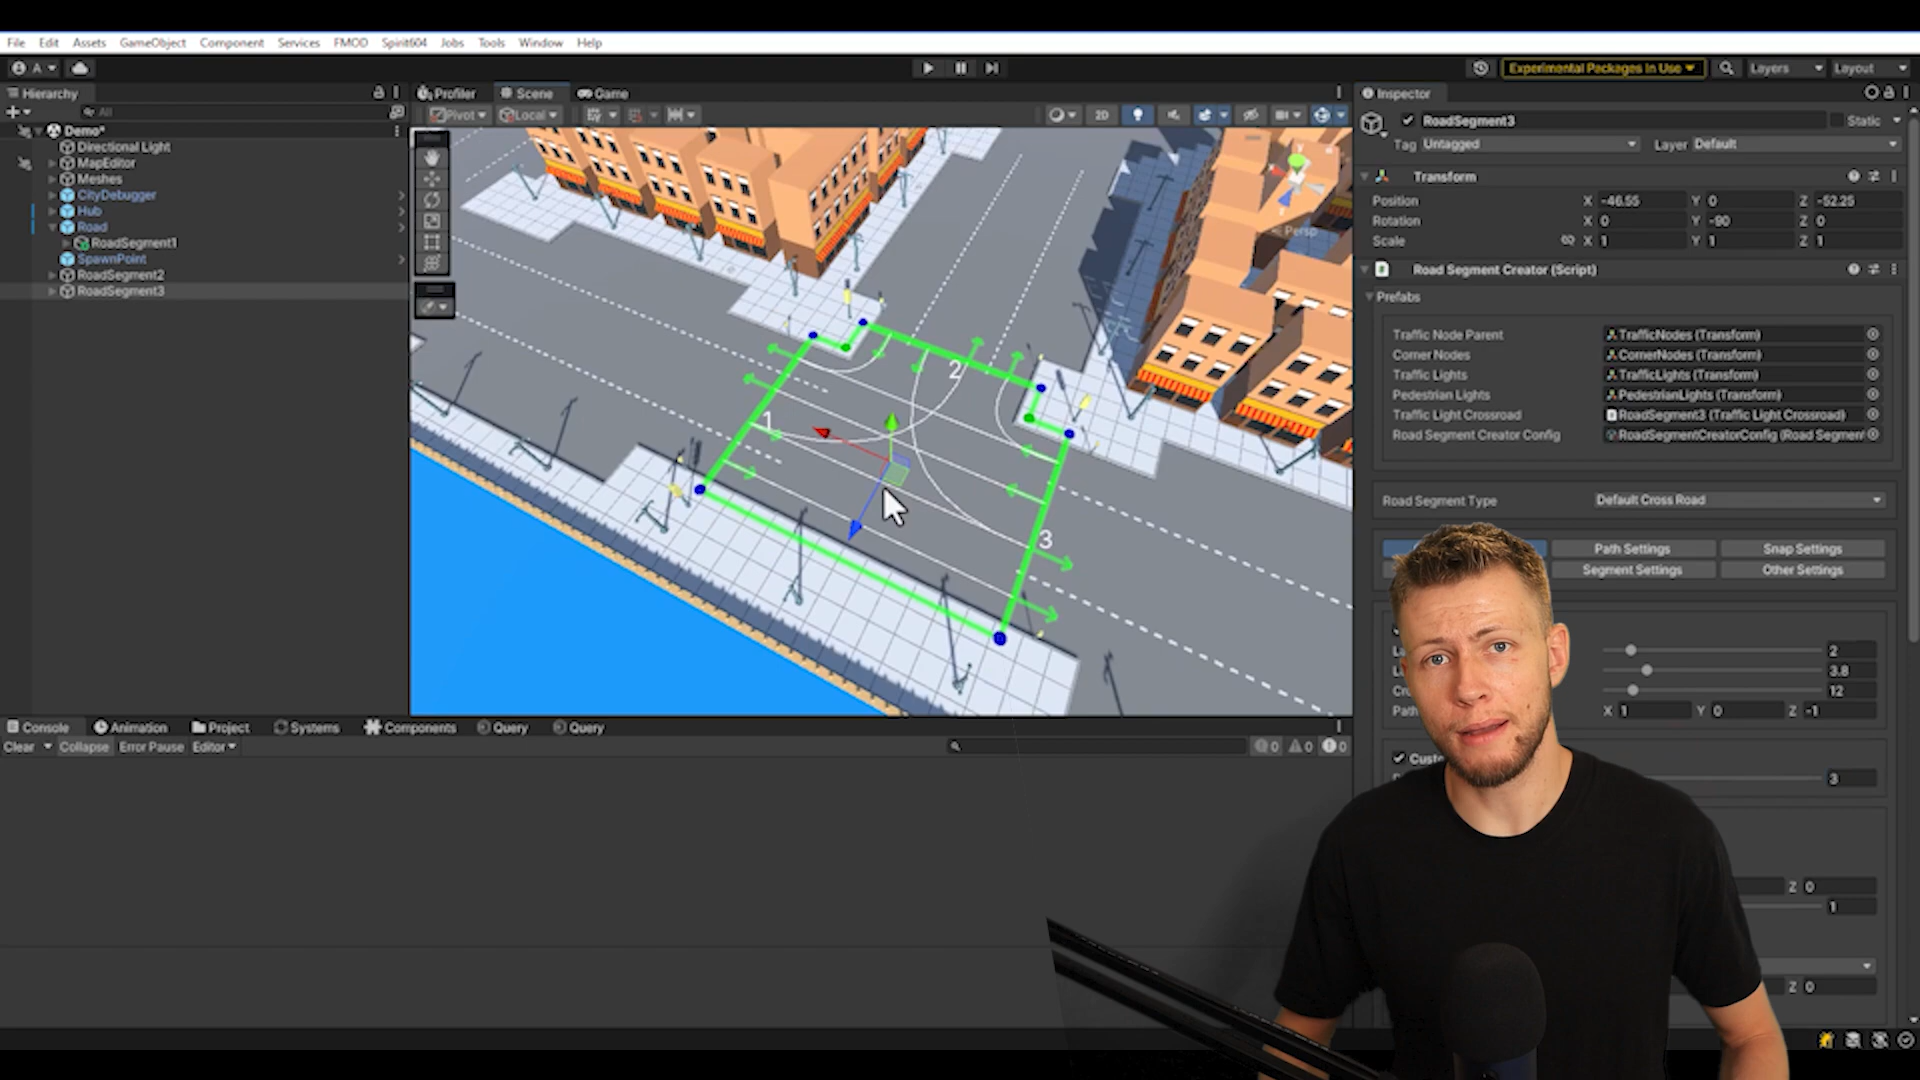 File Edit Assets GameObject Component Services FMOD Spirit604 Jobs Tools Window Help
A Experimental Packages In Use Layers Layout
Hierarchy Profiler Scene Game Inspector
All Pivot Local 2D
RoadSegment3 Static
Tag Untagged Layer Default
Demo*
Directional Light
MapEditor
Meshes
CityDebugger
Hub
Road
RoadSegment1
SpawnPoint
RoadSegment2
RoadSegment3
Persp
1
2
3
Transform
Position X -46.55 Y 0 Z -52.25
Rotation X 0 Y -90 Z 0
Scale X 1 Y 1 Z 1
Road Segment Creator (Script)
Prefabs
Traffic Node Parent TrafficNodes (Transform)
Corner Nodes CornerNodes (Transform)
Traffic Lights TrafficLights (Transform)
Pedestrian Lights PedestrianLights (Transform)
Traffic Light Crossroad RoadSegment3 (Traffic Light Crossroad)
Road Segment Creator Config RoadSegmentCreatorConfig (Road Segment
Road Segment Type Default Cross Road
Path Settings Snap Settings
Segment Settings Other Settings
2
3.8
12
Path X 1 Y 0 Z -1
3
Z 0
1
Z 0
Console Animation Project Systems Components Query Query
Clear Collapse Error Pause Editor 0 0 0